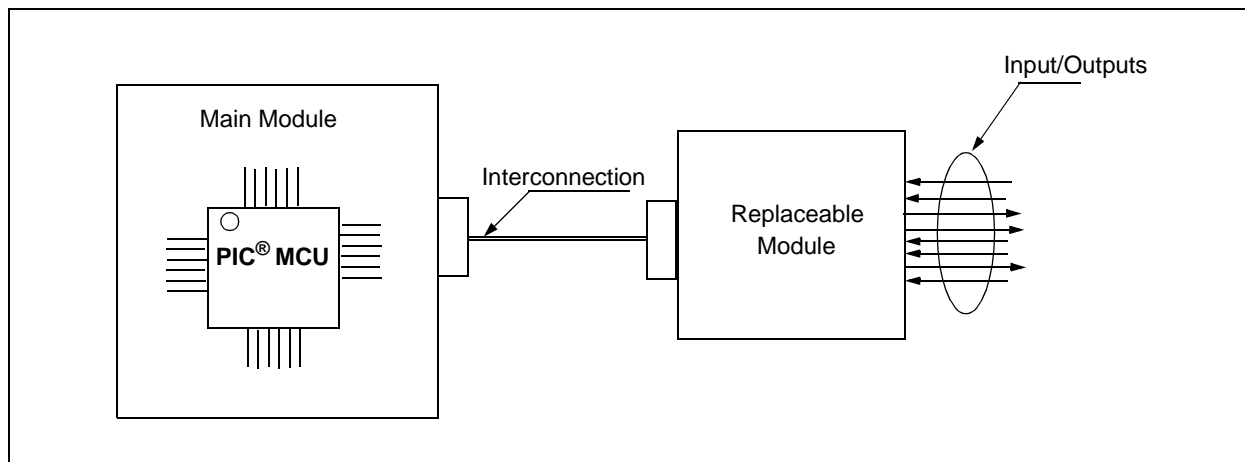 Input/Outputs
Main Module
Interconnection
PIC® MCU
Replaceable
Module